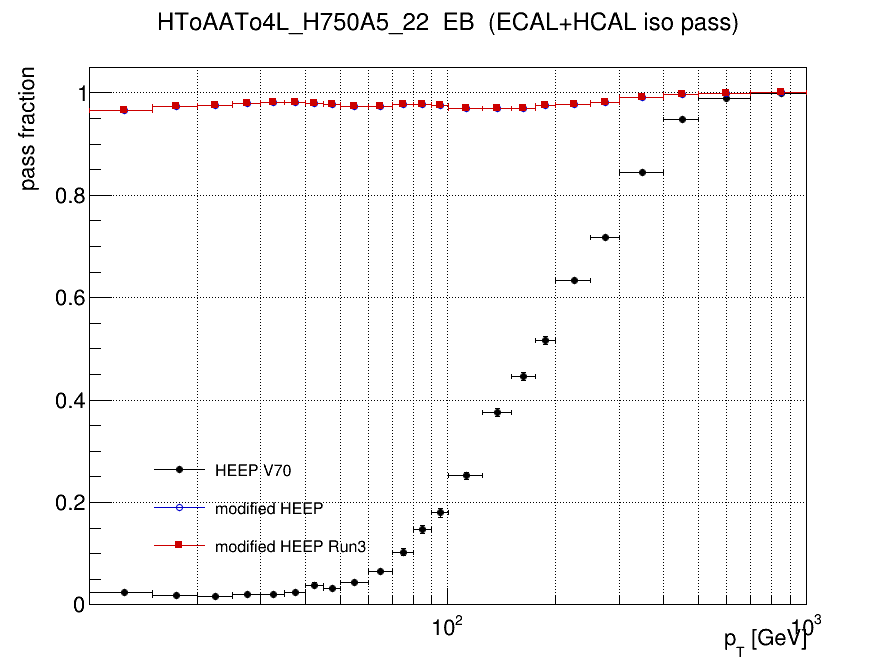 HToAATo4L_H750A5_22 EB (ECAL+HCAL iso pass)
pass fraction
1
0.8
0.6
0.4
0.2
0
HEEP V70
modified HEEP
modified HEEP Run3
10² 10³
p_T [GeV]